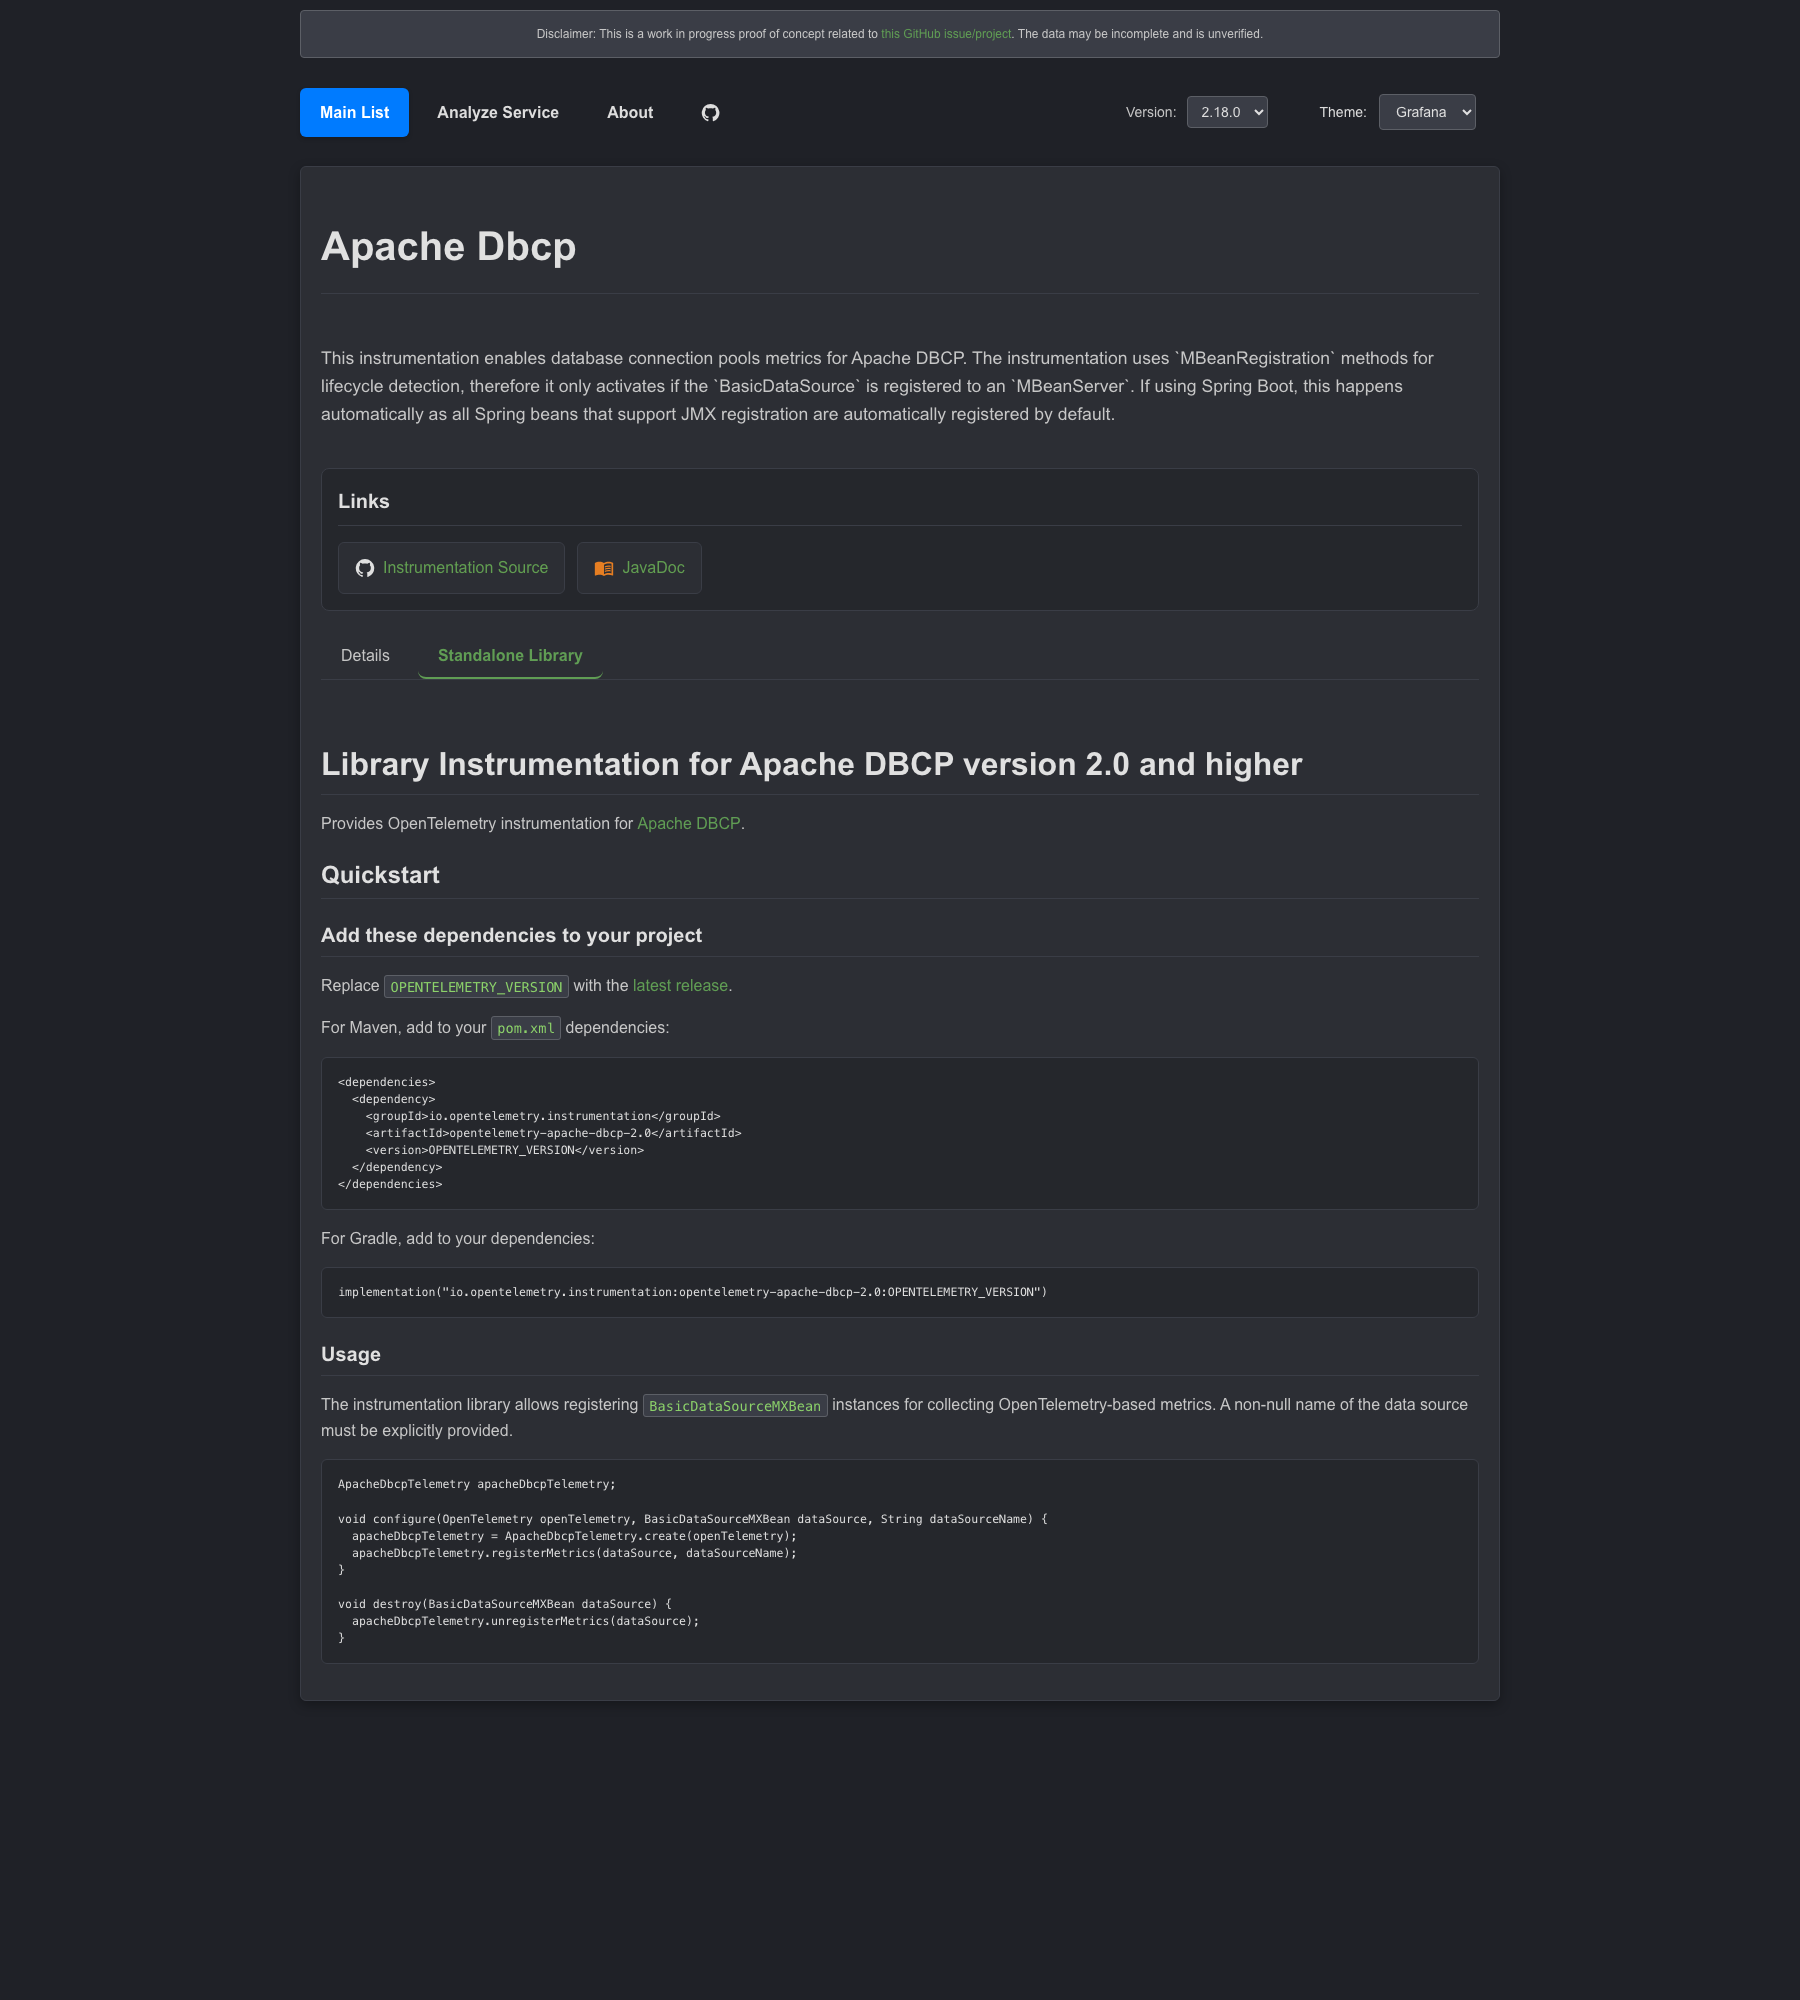 Disclaimer: This is a work in progress proof of concept related to this GitHub issue/project. The data may be incomplete and is unverified.
Main List Analyze Service About Version: 2.18.0 Theme: Grafana
Apache Dbcp
This instrumentation enables database connection pools metrics for Apache DBCP. The instrumentation uses `MBeanRegistration` methods for
lifecycle detection, therefore it only activates if the `BasicDataSource` is registered to an `MBeanServer`. If using Spring Boot, this happens
automatically as all Spring beans that support JMX registration are automatically registered by default.
Links
Instrumentation Source JavaDoc
Details Standalone Library
Library Instrumentation for Apache DBCP version 2.0 and higher
Provides OpenTelemetry instrumentation for Apache DBCP.
Quickstart
Add these dependencies to your project
Replace OPENTELEMETRY_VERSION with the latest release.
For Maven, add to your pom.xml dependencies:
<dependencies>
  <dependency>
    <groupId>io.opentelemetry.instrumentation</groupId>
    <artifactId>opentelemetry-apache-dbcp-2.0</artifactId>
    <version>OPENTELEMETRY_VERSION</version>
  </dependency>
</dependencies>
For Gradle, add to your dependencies:
implementation("io.opentelemetry.instrumentation:opentelemetry-apache-dbcp-2.0:OPENTELEMETRY_VERSION")
Usage
The instrumentation library allows registering BasicDataSourceMXBean instances for collecting OpenTelemetry-based metrics. A non-null name of the data source
must be explicitly provided.
ApacheDbcpTelemetry apacheDbcpTelemetry;
void configure(OpenTelemetry openTelemetry, BasicDataSourceMXBean dataSource, String dataSourceName) {
  apacheDbcpTelemetry = ApacheDbcpTelemetry.create(openTelemetry);
  apacheDbcpTelemetry.registerMetrics(dataSource, dataSourceName);
}
void destroy(BasicDataSourceMXBean dataSource) {
  apacheDbcpTelemetry.unregisterMetrics(dataSource);
}